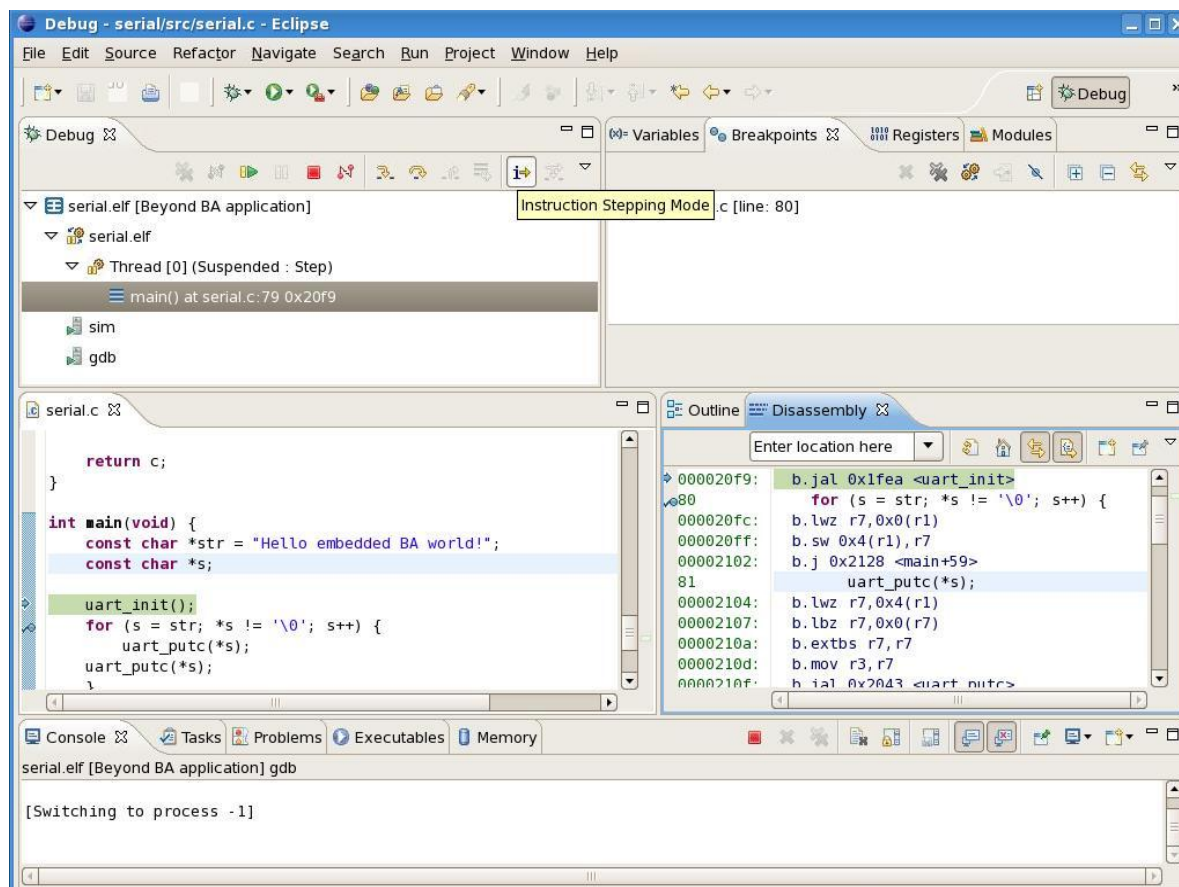 Debug - serial/src/serial.c - Eclipse
File Edit Source Refactor Navigate Search Run Project Window Help
Debug
Debug
Variables Breakpoints Registers Modules
serial.elf [Beyond BA application]
Instruction Stepping Mode .c [line: 80]
serial.elf
Thread [0] (Suspended : Step)
main() at serial.c:79 0x20f9
sim
gdb
serial.c
return c;
}
int main(void) {
const char *str = "Hello embedded BA world!";
const char *s;
uart_init();
for (s = str; *s != '\0'; s++) {
uart_putc(*s);
uart_putc(*s);
}
Outline Disassembly
Enter location here
000020f9: b.jal 0x1fea <uart_init>
80 for (s = str; *s != '\0'; s++) {
000020fc: b.lwz r7,0x0(r1)
000020ff: b.sw 0x4(r1),r7
00002102: b.j 0x2128 <main+59>
81 uart_putc(*s);
00002104: b.lwz r7,0x4(r1)
00002107: b.lbz r7,0x0(r7)
0000210a: b.extbs r7,r7
0000210d: b.mov r3,r7
0000210f: b.jal 0x2043 <uart_putc>
Console Tasks Problems Executables Memory
serial.elf [Beyond BA application] gdb
[Switching to process -1]